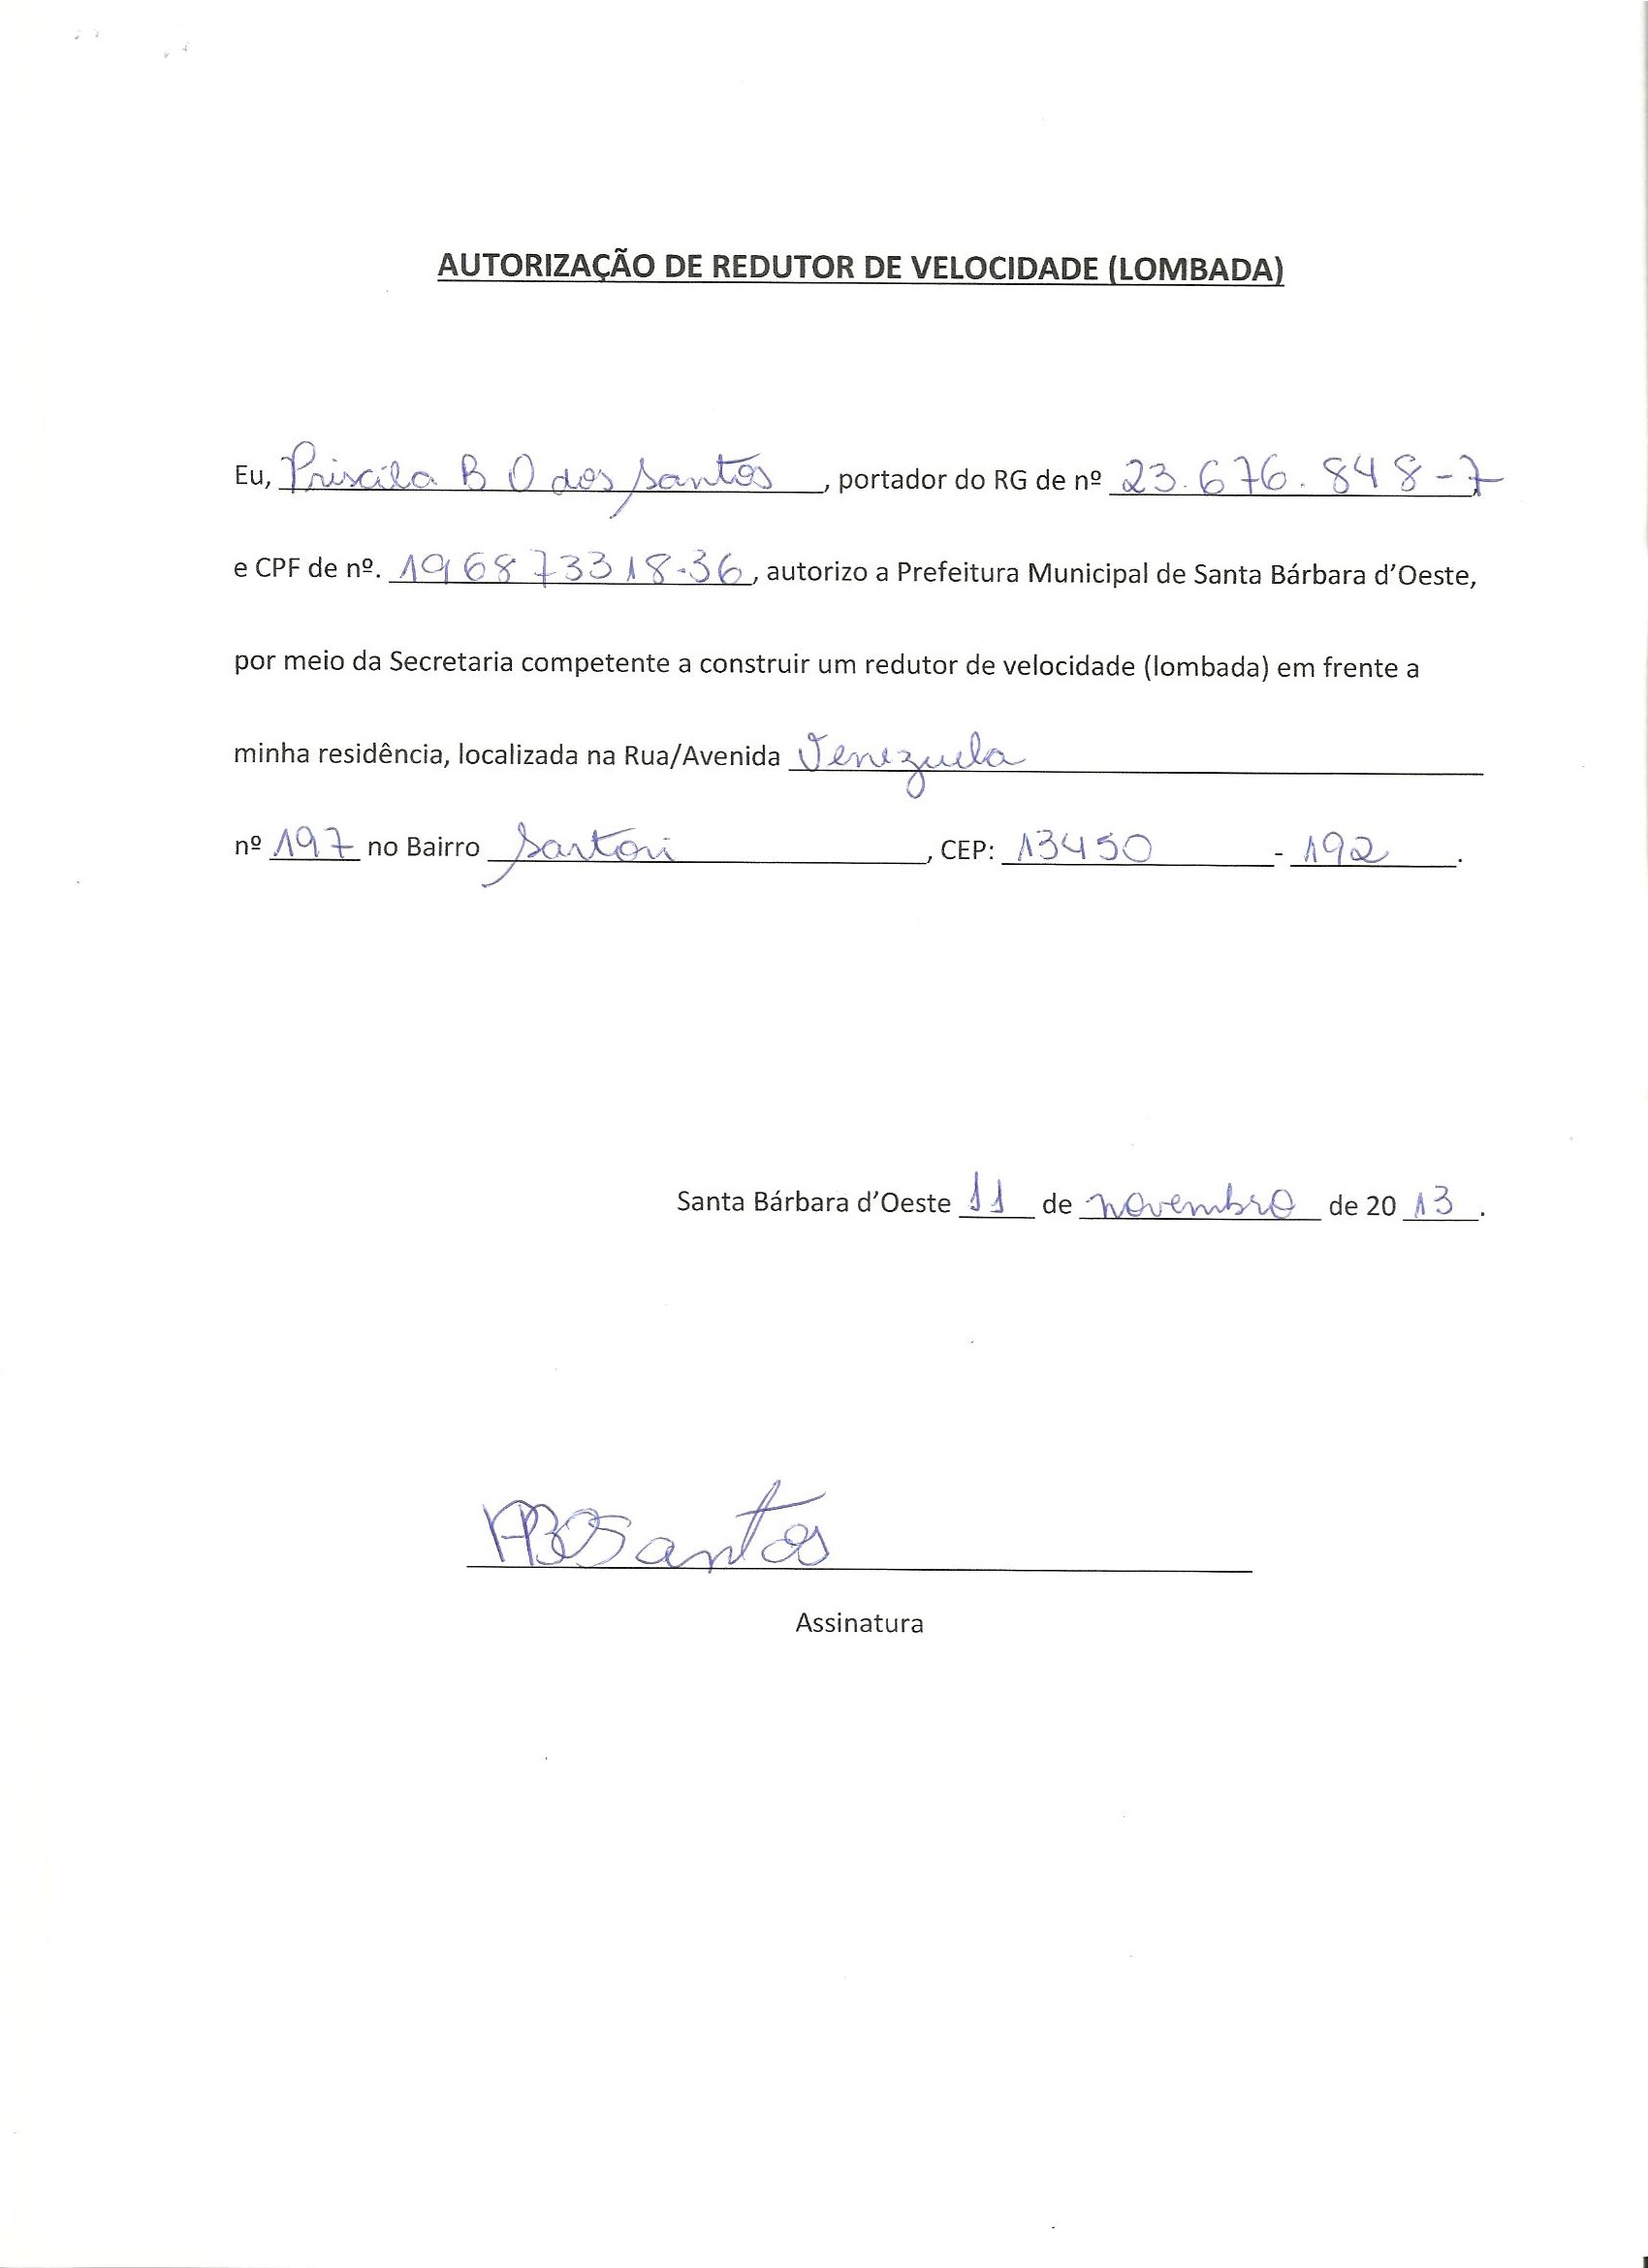 AUTORIZAÇÃO DE REDUTOR DE VELOCIDADE (LOMBADA)
Eu, Priscila B O dos Santos, portador do RG de nº 23.676.848-7
e CPF de nº. 196873318-36, autorizo a Prefeitura Municipal de Santa Bárbara d'Oeste,
por meio da Secretaria competente a construir um redutor de velocidade (lombada) em frente a
minha residência, localizada na Rua/Avenida Venezuela
nº 197 no Bairro Sartori, CEP: 13450 - 192.
Santa Bárbara d'Oeste 11 de novembro de 2013.
PBOSantos
Assinatura